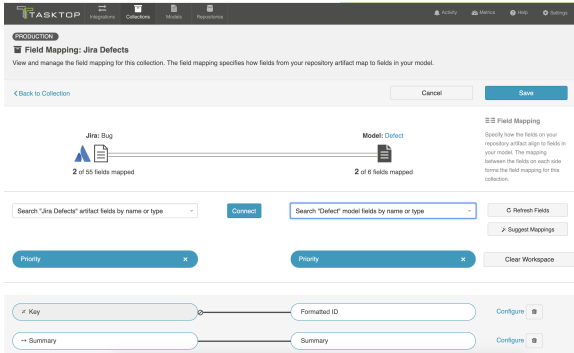 TASKTOP
Integrations
Collections
Models
Repositories
Activity
Metrics
Help
Settings
PRODUCTION
Field Mapping: Jira Defects
View and manage the field mapping for this collection. The field mapping specifies how fields from your repository artifact map to fields in your model.
Back to Collection
Cancel
Save
Jira: Bug
2 of 55 fields mapped
Model: Defect
2 of 6 fields mapped
Field Mapping
Specify how the fields on your
repository artifact align to fields in
your model. The mapping
between the fields on each side
forms the field mapping for this
collection.
Search "Jira Defects" artifact fields by name or type
Connect
Search "Defect" model fields by name or type
Refresh Fields
Suggest Mappings
Priority ×
Priority ×
Clear Workspace
Key
Formatted ID
Configure
Summary
Summary
Configure